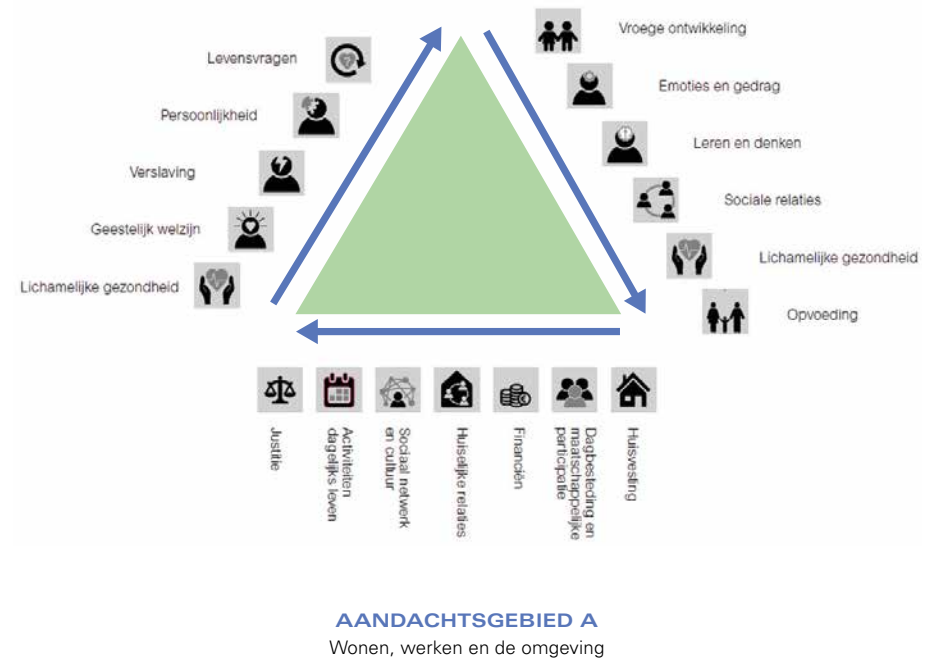 Levensvragen
Persoonlijkheid
Verslaving
Geestelijk welzijn
Lichamelijke gezondheid
Vroege ontwikkeling
Emoties en gedrag
Leren en denken
Sociale relaties
Lichamelijke gezondheid
Opvoeding
Justitie
Activiteiten
dagelijks leven
Sociaal netwerk
en cultuur
Huiselijke relaties
Financiën
Dagbesteding en
maatschappelijke
participatie
Huisvesting
AANDACHTSGEBIED A
Wonen, werken en de omgeving